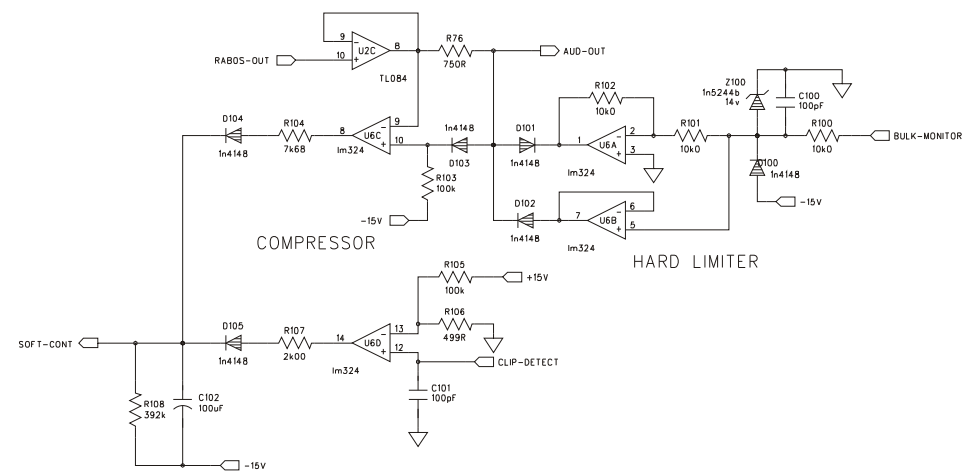 9
U2C
8
10
RABOS-OUT
TL084
R76
750R
AUD-OUT
Z100
1n5244b
14v
C100
100pF
R102
10k0
D104
1n4148
R104
7k68
8
U6C
9
10
lm324
1n4148
D103
D101
1n4148
1
U6A
2
3
lm324
R101
10k0
R100
10k0
BULK-MONITOR
D100
1n4148
-15V
R103
100k
-15V
D102
1n4148
7
U6B
6
5
lm324
COMPRESSOR
HARD LIMITER
R105
100k
+15V
R106
499R
SOFT-CONT
D105
1n4148
R107
2k00
14
U6D
13
12
lm324
CLIP-DETECT
C101
100pF
R108
392k
C102
100uF
-15V